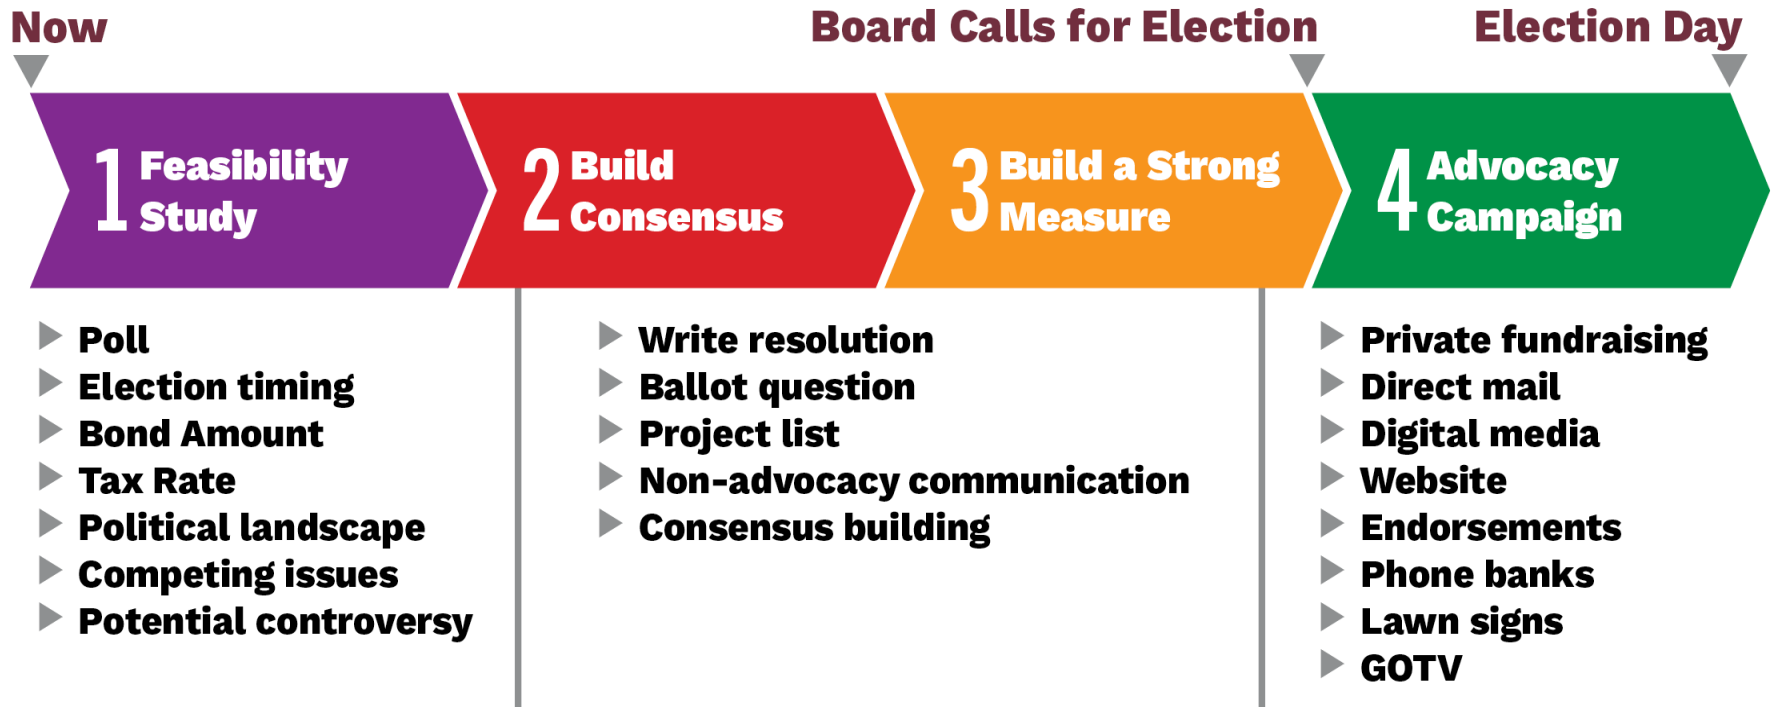 Now
Board Calls for Election
Election Day
1 Feasibility
Study
2 Build
Consensus
3 Build a Strong
Measure
4 Advocacy
Campaign
Poll
Election timing
Bond Amount
Tax Rate
Political landscape
Competing issues
Potential controversy
Write resolution
Ballot question
Project list
Non-advocacy communication
Consensus building
Private fundraising
Direct mail
Digital media
Website
Endorsements
Phone banks
Lawn signs
GOTV